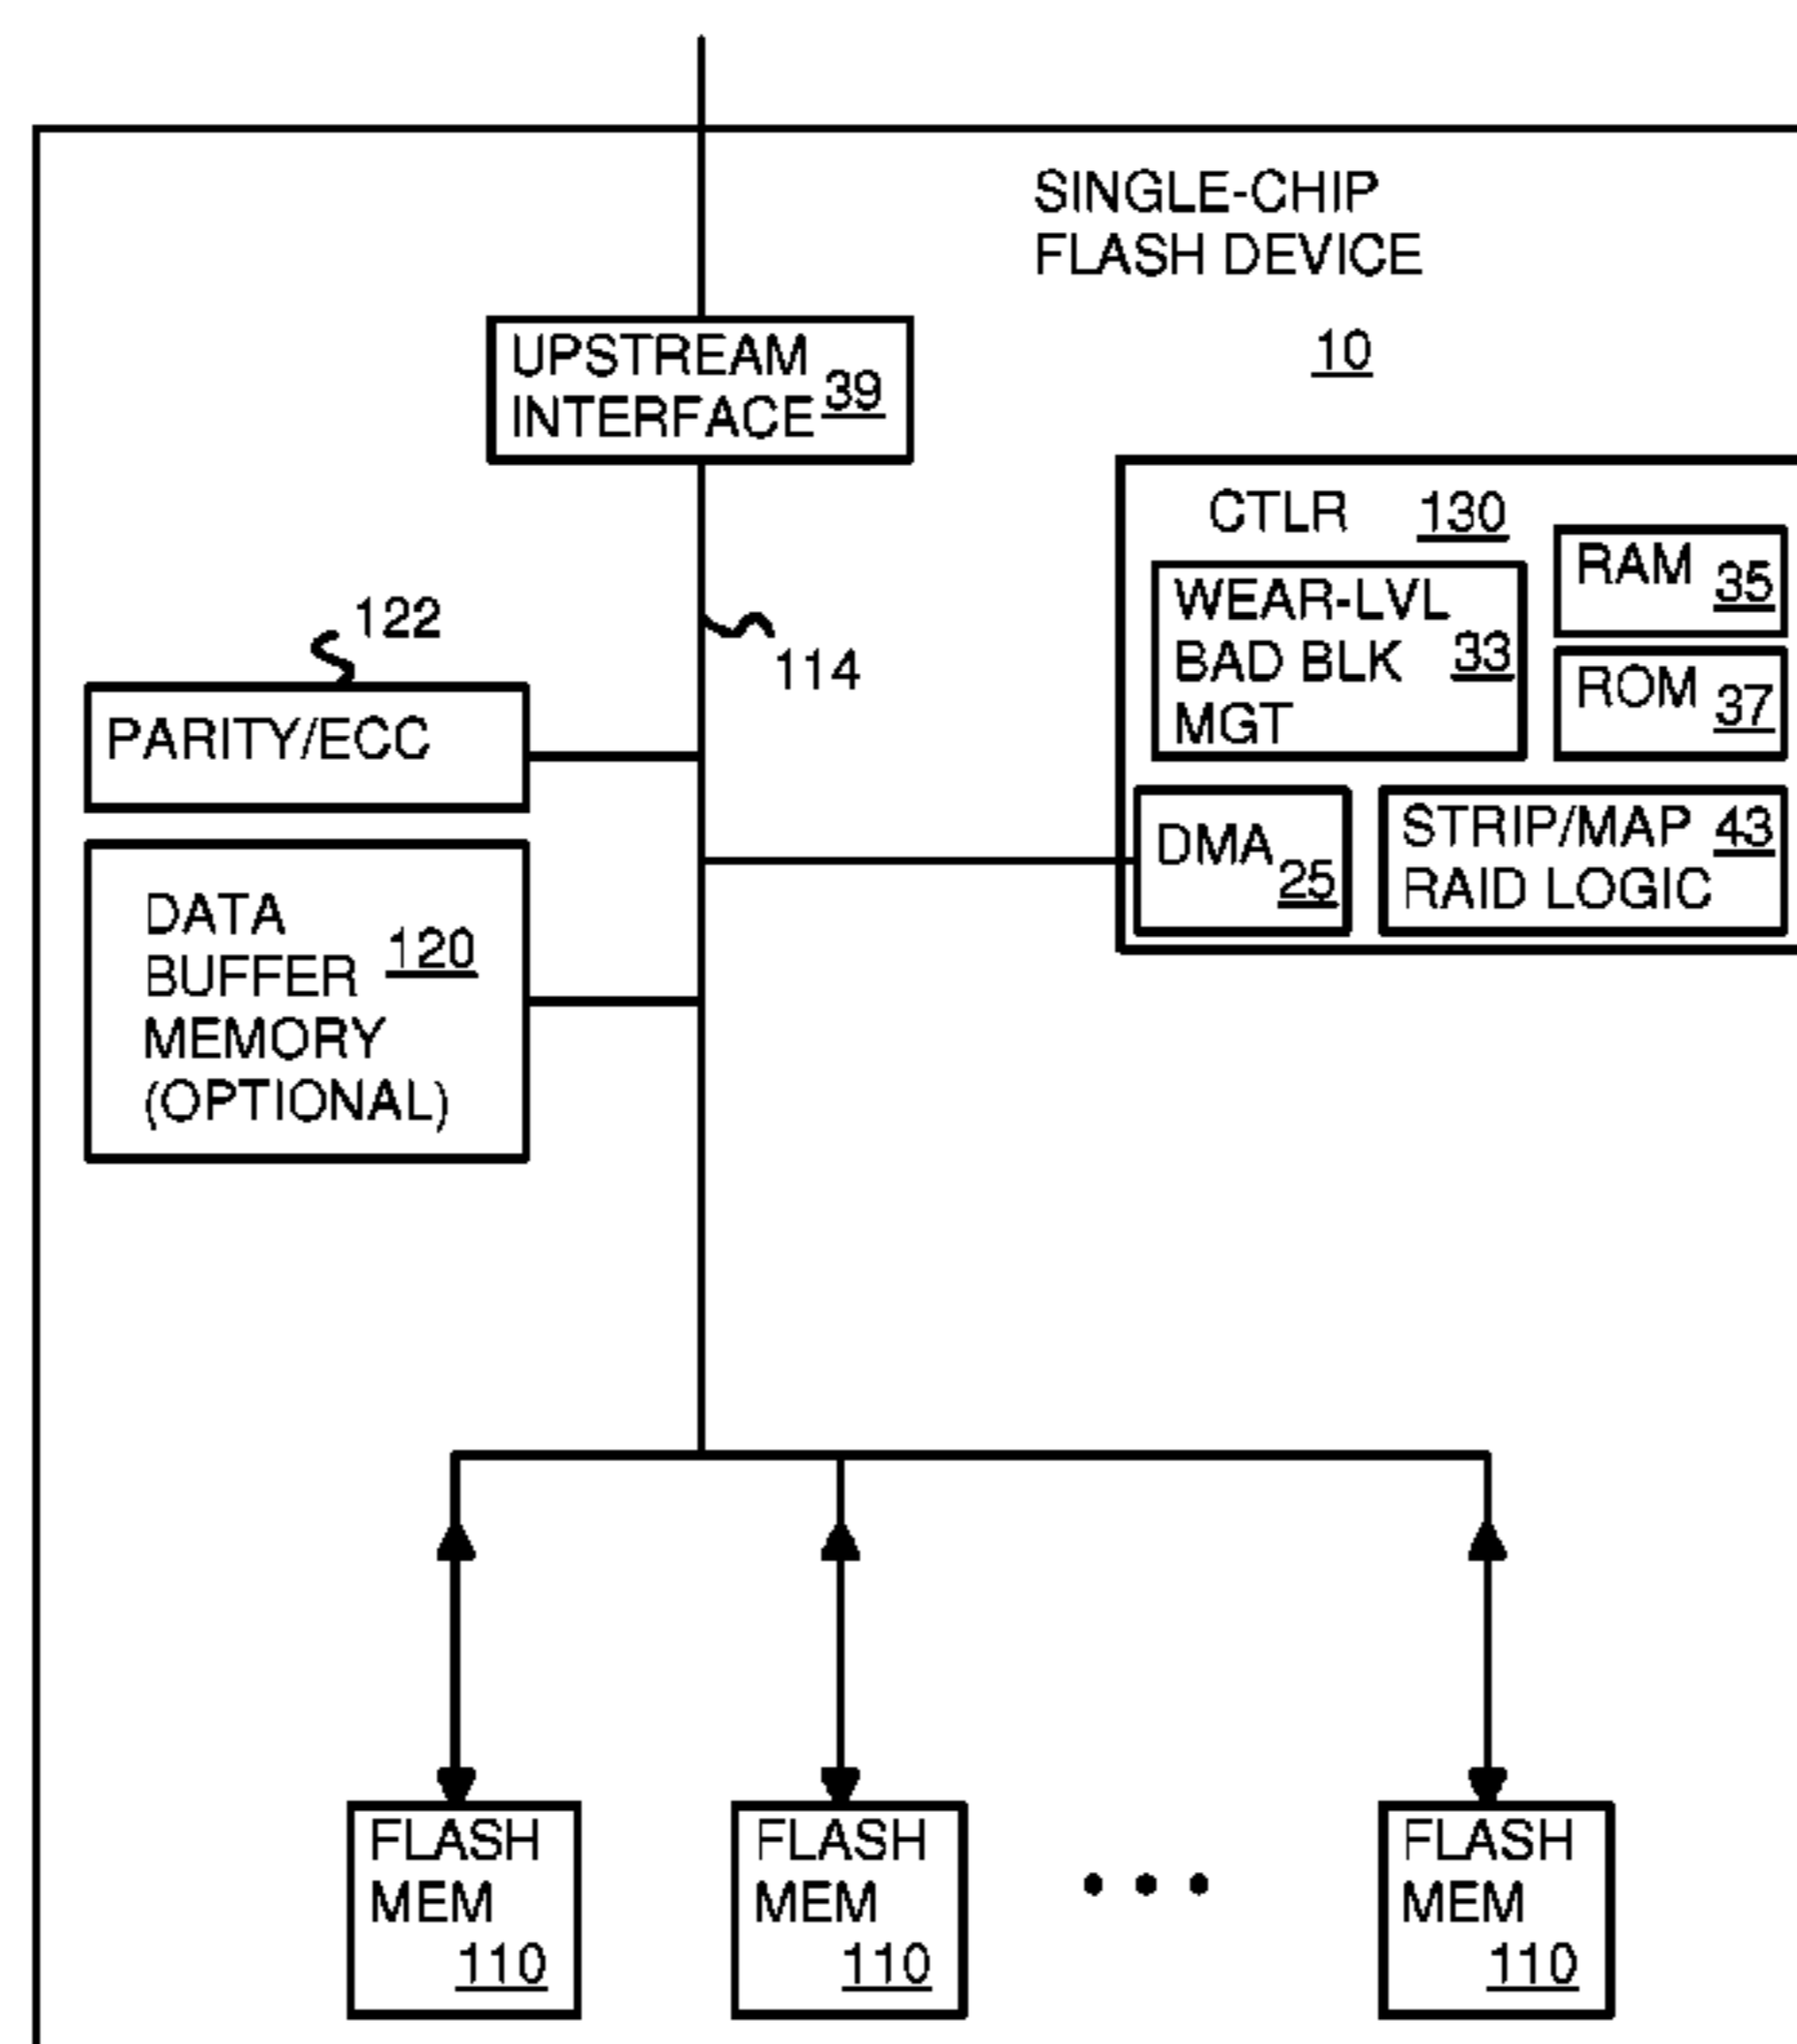 SINGLE-CHIP
FLASH DEVICE
10
UPSTREAM
INTERFACE 39
CTLR 130
WEAR-LVL
BAD BLK 33
MGT
RAM 35
ROM 37
122
114
PARITY/ECC
DMA 25
STRIP/MAP 43
RAID LOGIC
DATA
BUFFER 120
MEMORY
(OPTIONAL)
FLASH
MEM
110
FLASH
MEM
110
• • •
FLASH
MEM
110